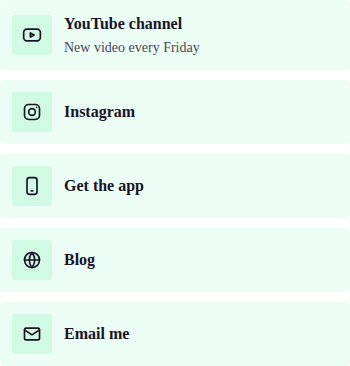 YouTube channel
New video every Friday
Instagram
Get the app
Blog
Email me